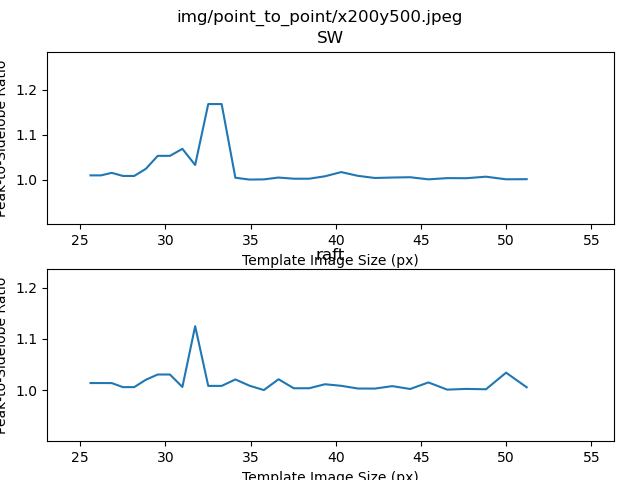 img/point_to_point/x200y500.jpeg
SW
Peak-to-Sidelobe Ratio
1.2
1.1
1.0
25 30 35 40 45 50 55
Template Image Size (px)
raft
Peak-to-Sidelobe Ratio
1.2
1.1
1.0
25 30 35 40 45 50 55
Template Image Size (px)